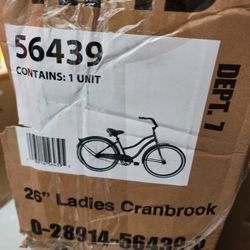 56439
CONTAINS: 1 UNIT
DEPT. 7
26" Ladies Cranbrook
0-28914-56439